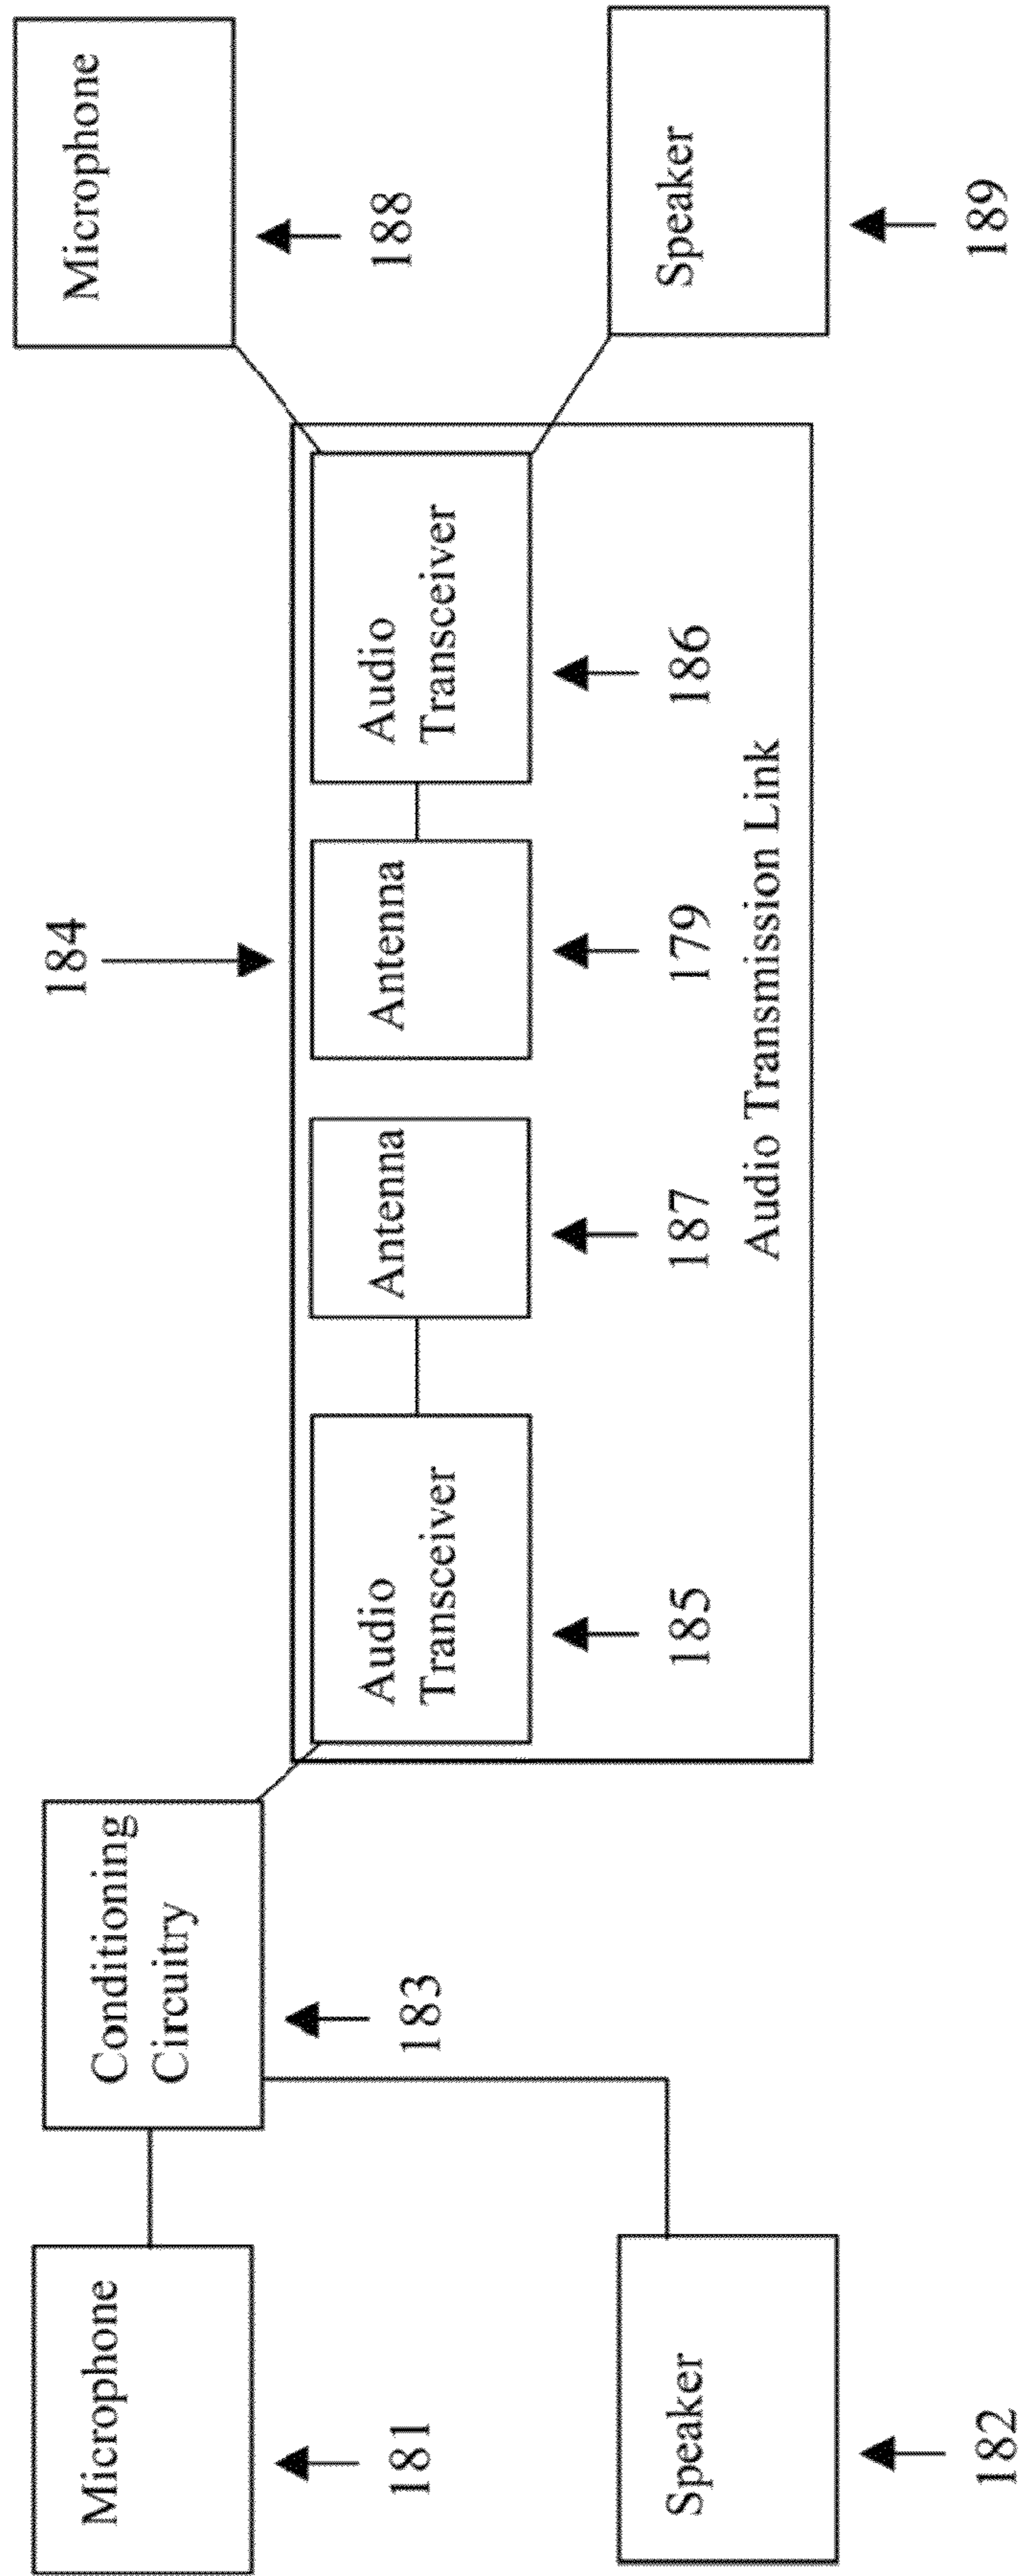 Microphone
181
Speaker
182
Conditioning
Circuitry
183
184
Audio
Transceiver
185
Antenna
187
Antenna
179
Audio
Transceiver
186
Audio Transmission Link
Microphone
188
Speaker
189